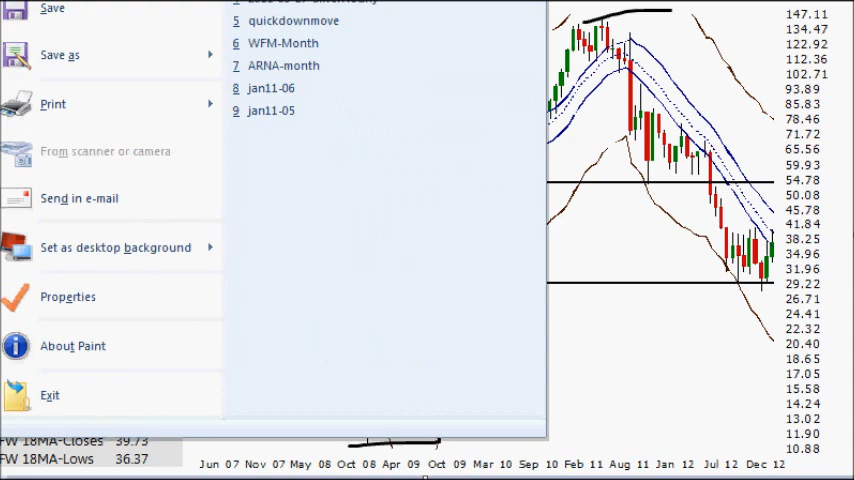 Save
Save as
Print
From scanner or camera
Send in e-mail
Set as desktop background
Properties
About Paint
Exit
5 quickdownmove
6 WFM-Month
7 ARNA-month
8 jan11-06
9 jan11-05
147.11
134.47
122.92
112.36
102.71
93.89
85.83
78.46
71.72
65.56
59.93
54.78
50.08
45.78
41.84
38.25
34.96
31.96
29.22
26.71
24.41
22.32
20.40
18.65
17.05
15.58
14.24
13.02
11.90
10.88
FW 18MA-Closes 39.73
FW 18MA-Lows 36.37
Jun 07 Nov 07 May 08 Oct 08 Apr 09 Oct 09 Mar 10 Sep 10 Feb 11 Aug 11 Jan 12 Jul 12 Dec 12